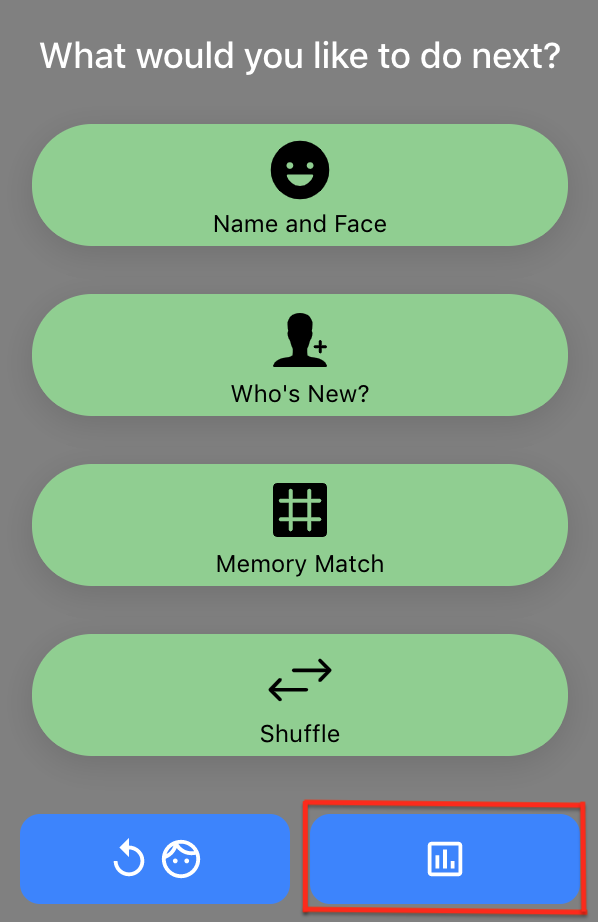 What would you like to do next?
Name and Face
Who's New?
Memory Match
Shuffle